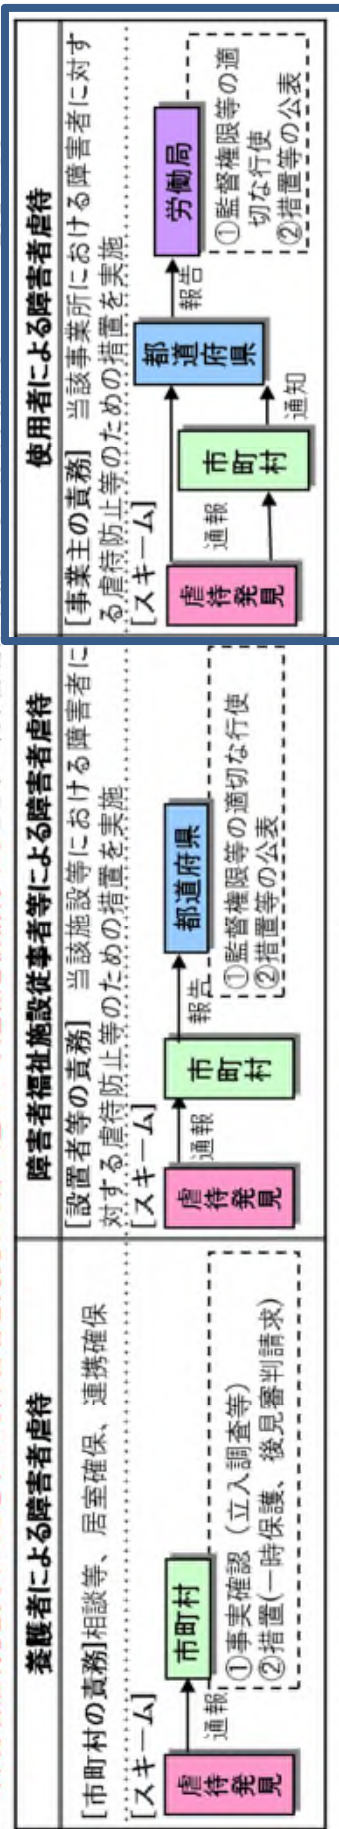 養護者による障害者虐待
[市町村の責務]相談等、居室確保、連携確保
[スキーム]
虐待発見
通報
市町村
①事実確認（立入調査等）
②措置(一時保護、後見審判請求)
障害者福祉施設従事者等による障害者虐待
[設置者等の責務]　当該施設等における障害者に
対する虐待防止等のための措置を実施
[スキーム]
虐待発見
通報
市町村
報告
都道府県
①監督権限等の適切な行使
②措置等の公表
使用者による障害者虐待
[事業主の責務]　当該事業所における障害者に対す
る虐待防止等のための措置を実施
[スキーム]
虐待発見
通報
市町村
通知
都道府県
報告
労働局
①監督権限等の適
切な行使
②措置等の公表